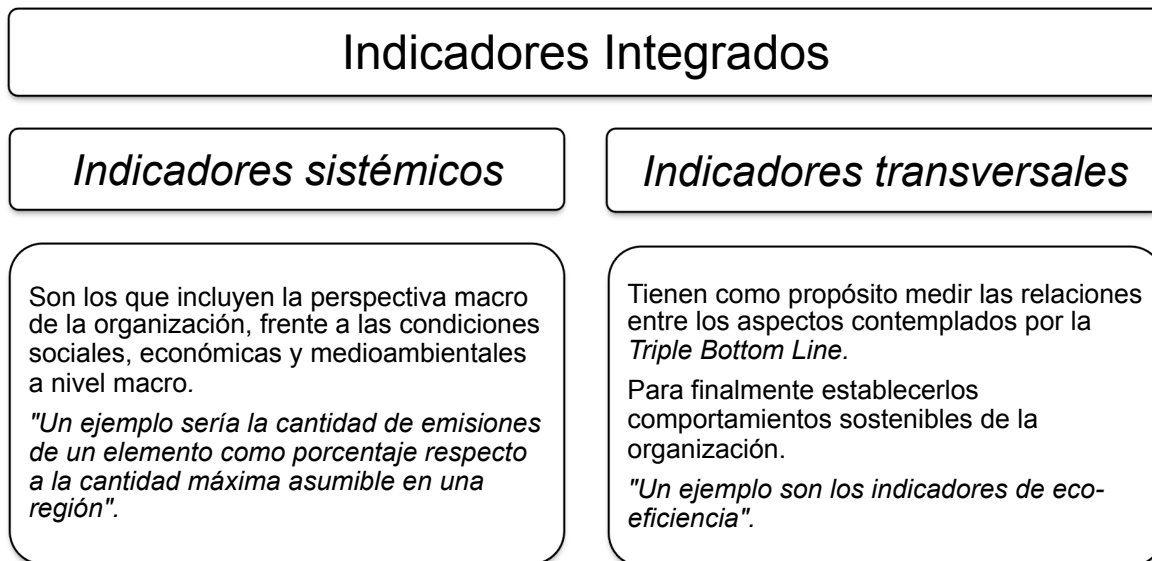 Indicadores Integrados
Indicadores sistémicos
Son los que incluyen la perspectiva macro
de la organización, frente a las condiciones
sociales, económicas y medioambientales
a nivel macro.
"Un ejemplo sería la cantidad de emisiones
de un elemento como porcentaje respecto
a la cantidad máxima asumible en una
región".
Indicadores transversales
Tienen como propósito medir las relaciones
entre los aspectos contemplados por la
Triple Bottom Line.
Para finalmente establecerlos
comportamientos sostenibles de la
organización.
"Un ejemplo son los indicadores de eco-
eficiencia".